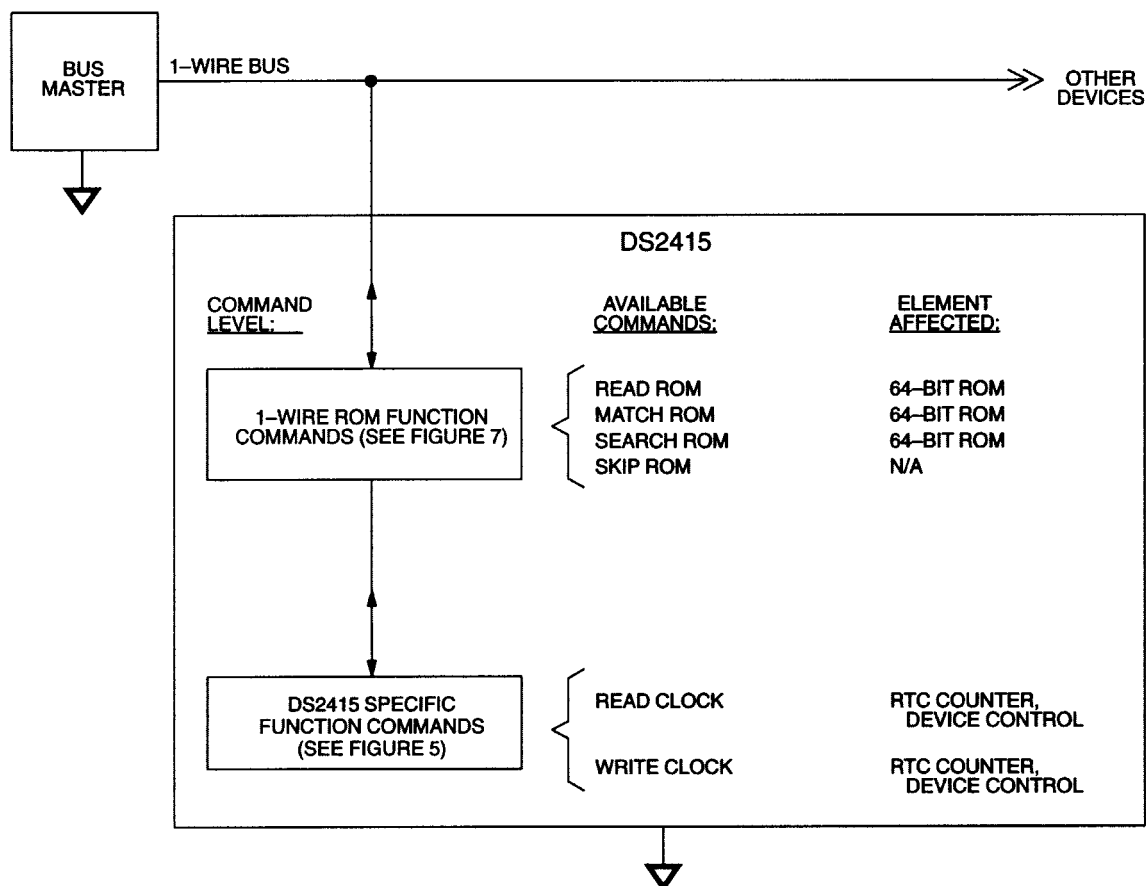 BUS
MASTER
1–WIRE BUS
OTHER
DEVICES
DS2415
COMMAND
LEVEL:
AVAILABLE
COMMANDS:
ELEMENT
AFFECTED:
1–WIRE ROM FUNCTION
COMMANDS (SEE FIGURE 7)
READ ROM 64–BIT ROM
MATCH ROM 64–BIT ROM
SEARCH ROM 64–BIT ROM
SKIP ROM N/A
DS2415 SPECIFIC
FUNCTION COMMANDS
(SEE FIGURE 5)
READ CLOCK RTC COUNTER,
DEVICE CONTROL
WRITE CLOCK RTC COUNTER,
DEVICE CONTROL